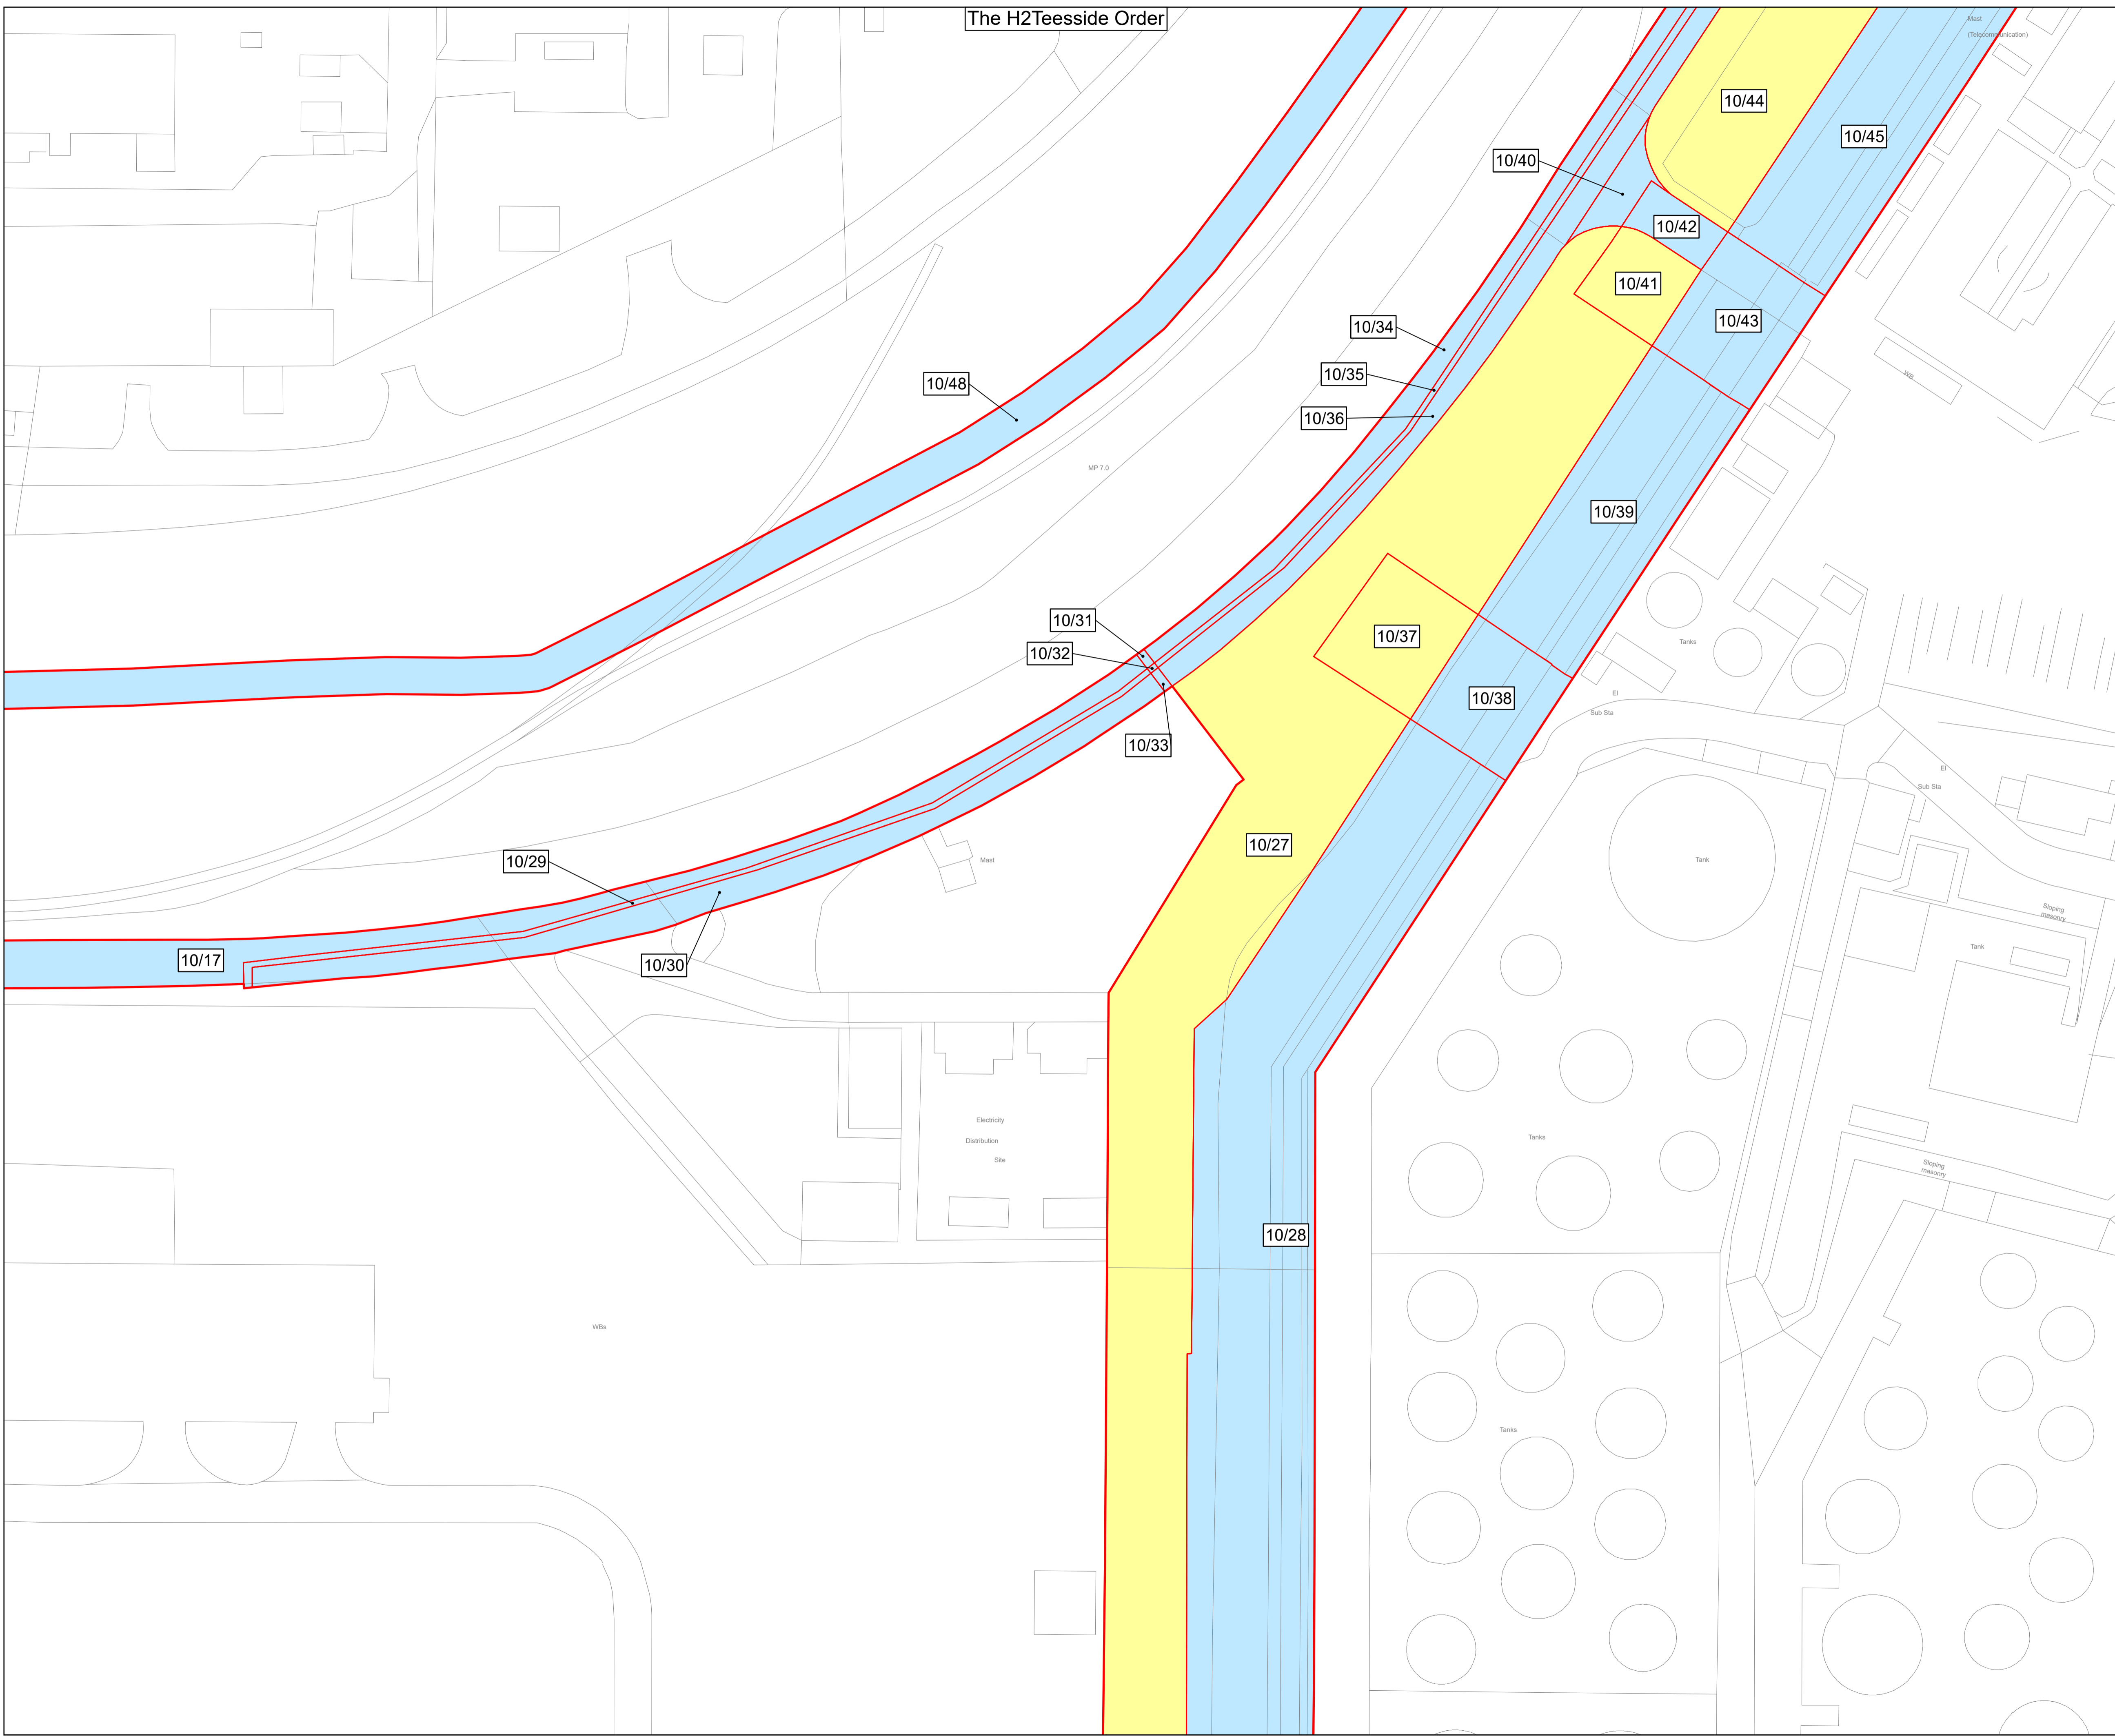 The H2Teesside Order
Mast
(Telecommunication)
10/44
10/45
10/40
10/42
10/41
10/43
10/34
10/35
10/36
WB
10/48
MP 7.0
10/39
10/31
10/32
10/37
Tanks
10/38
El
Sub Sta
10/33
El
Sub Sta
10/27
10/29
Mast
Tank
Sloping
masonry
Tank
10/17
10/30
Electricity
Distribution
Site
Tanks
Sloping
masonry
10/28
WBs
Tanks